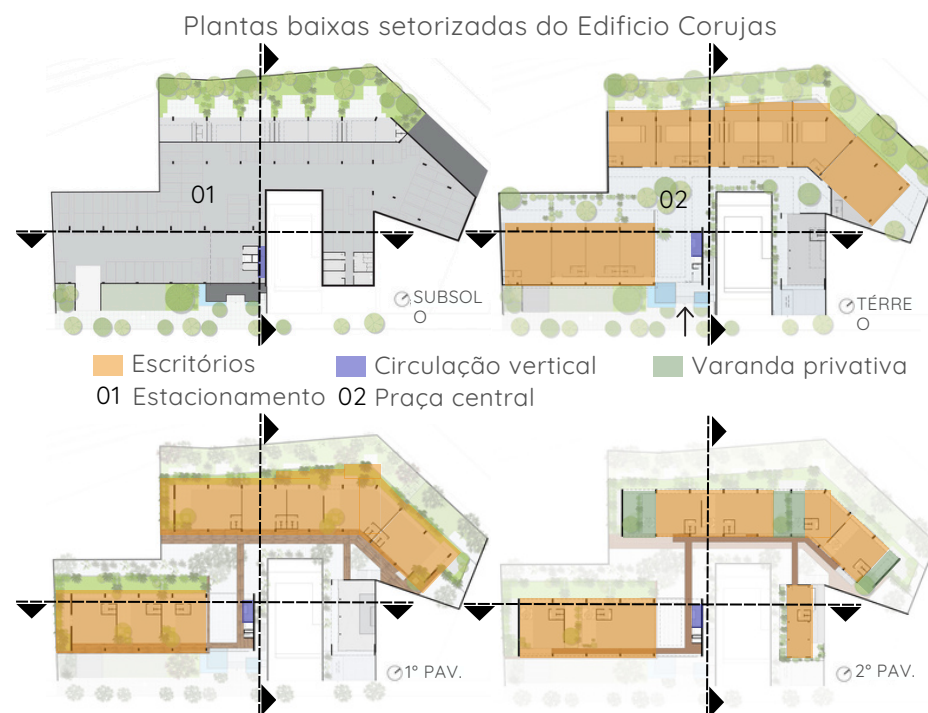 Plantas baixas setorizadas do Edificio Corujas
01
02
SUBSOL
O
TÉRRE
O
Escritórios
Circulação vertical
Varanda privativa
01 Estacionamento
02 Praça central
1° PAV.
2° PAV.